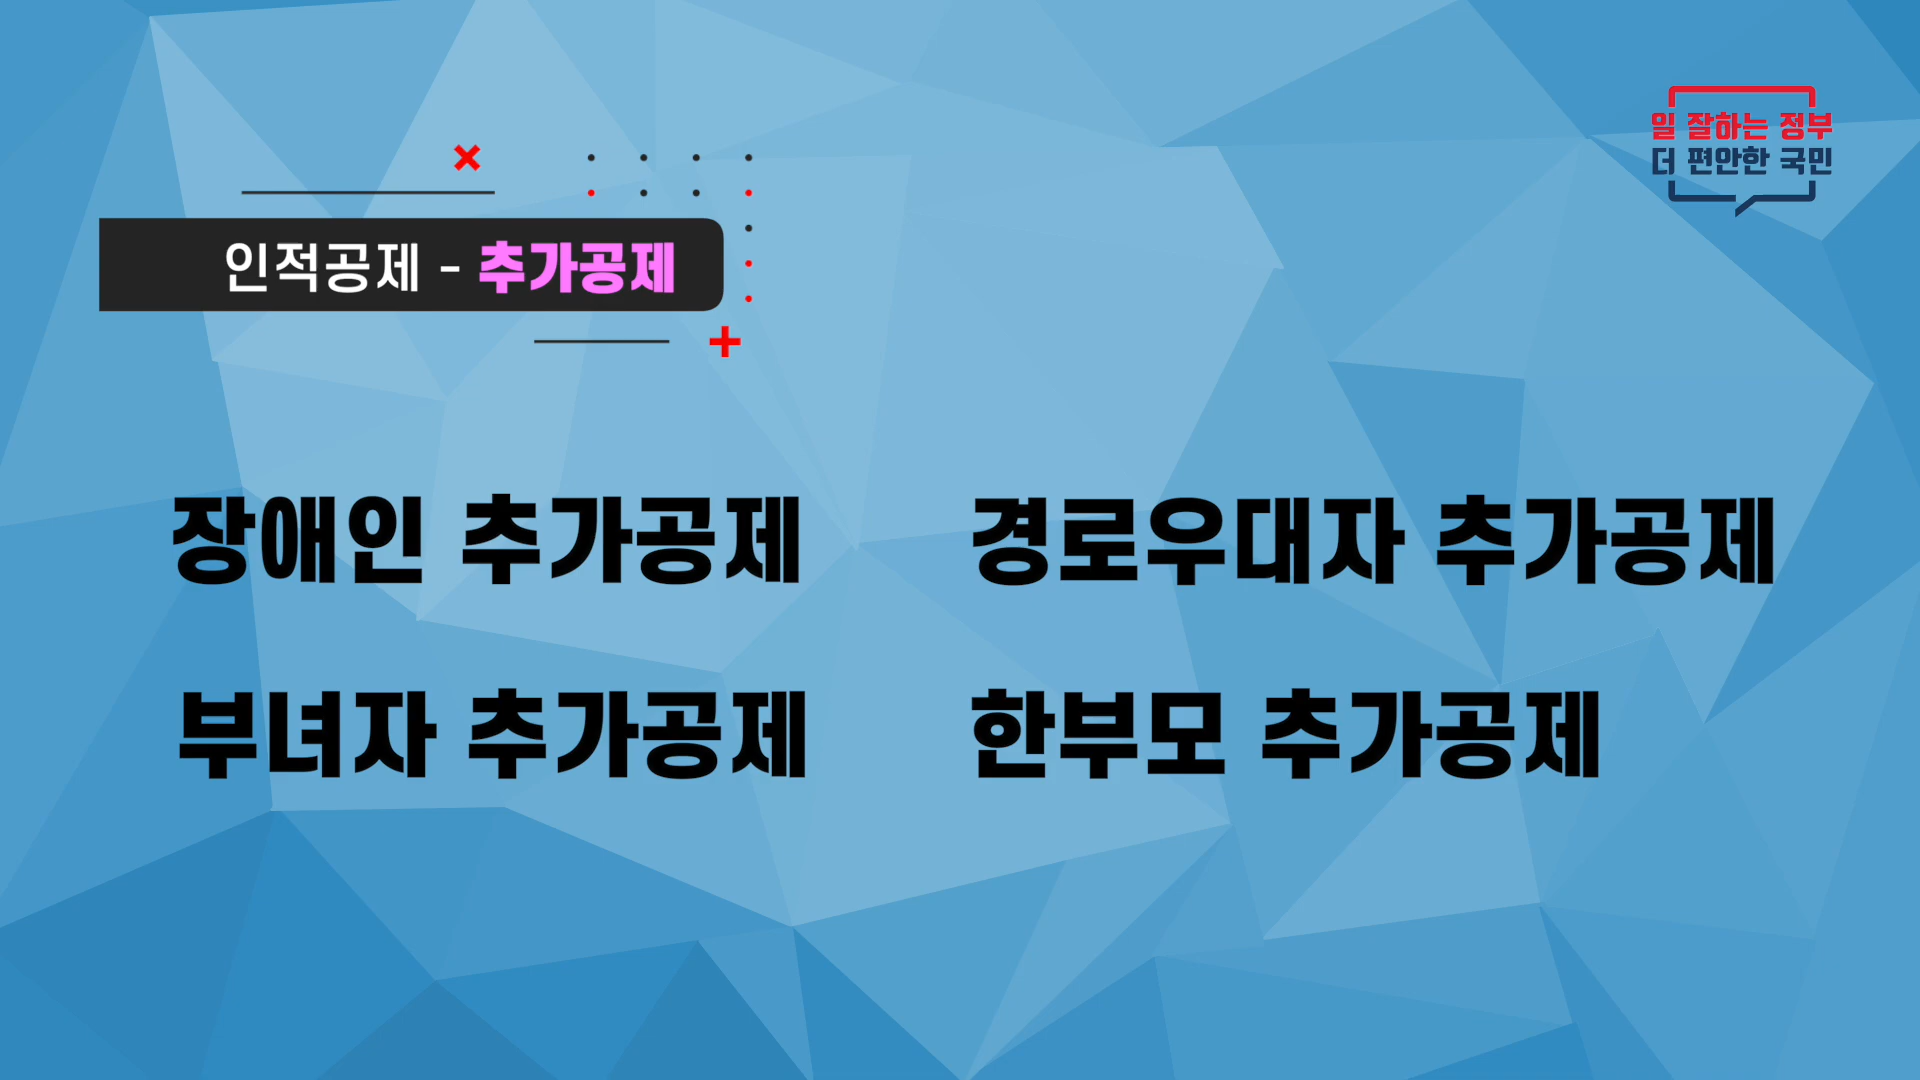 일 잘하는 정부
더 편안한 국민
인적공제 - 추가공제
장애인 추가공제
경로우대자 추가공제
부녀자 추가공제
한부모 추가공제